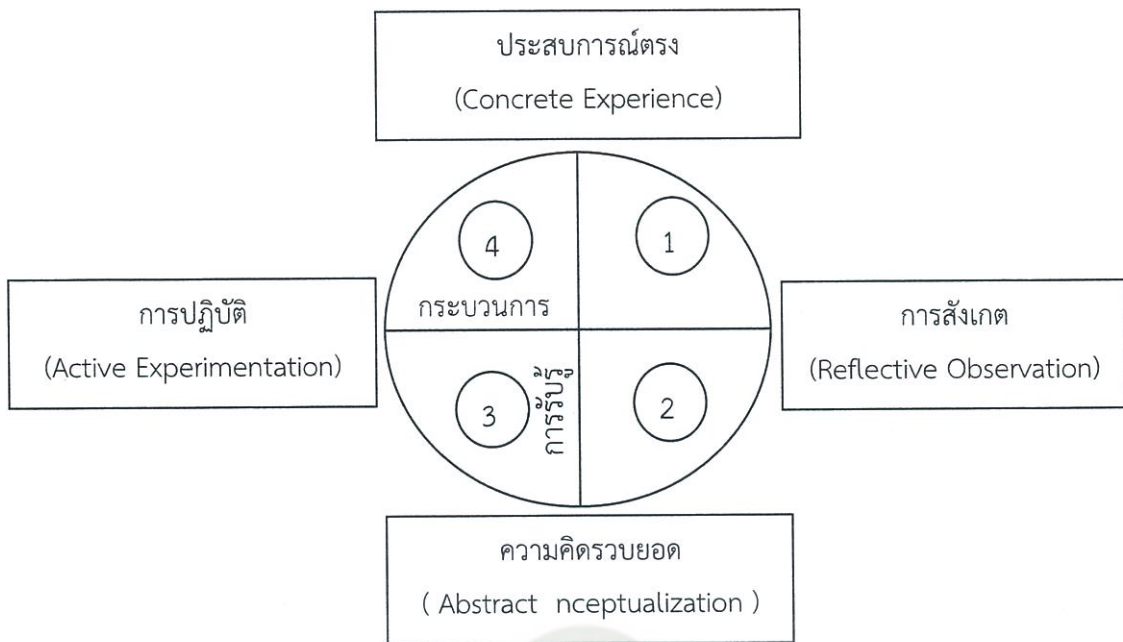 ประสบการณ์ตรง
(Concrete Experience)
4
1
กระบวนการ
การปฏิบัติ
(Active Experimentation)
การสังเกต
(Reflective Observation)
3
การรับรู้
2
ความคิดรวบยอด
( Abstract nceptualization )